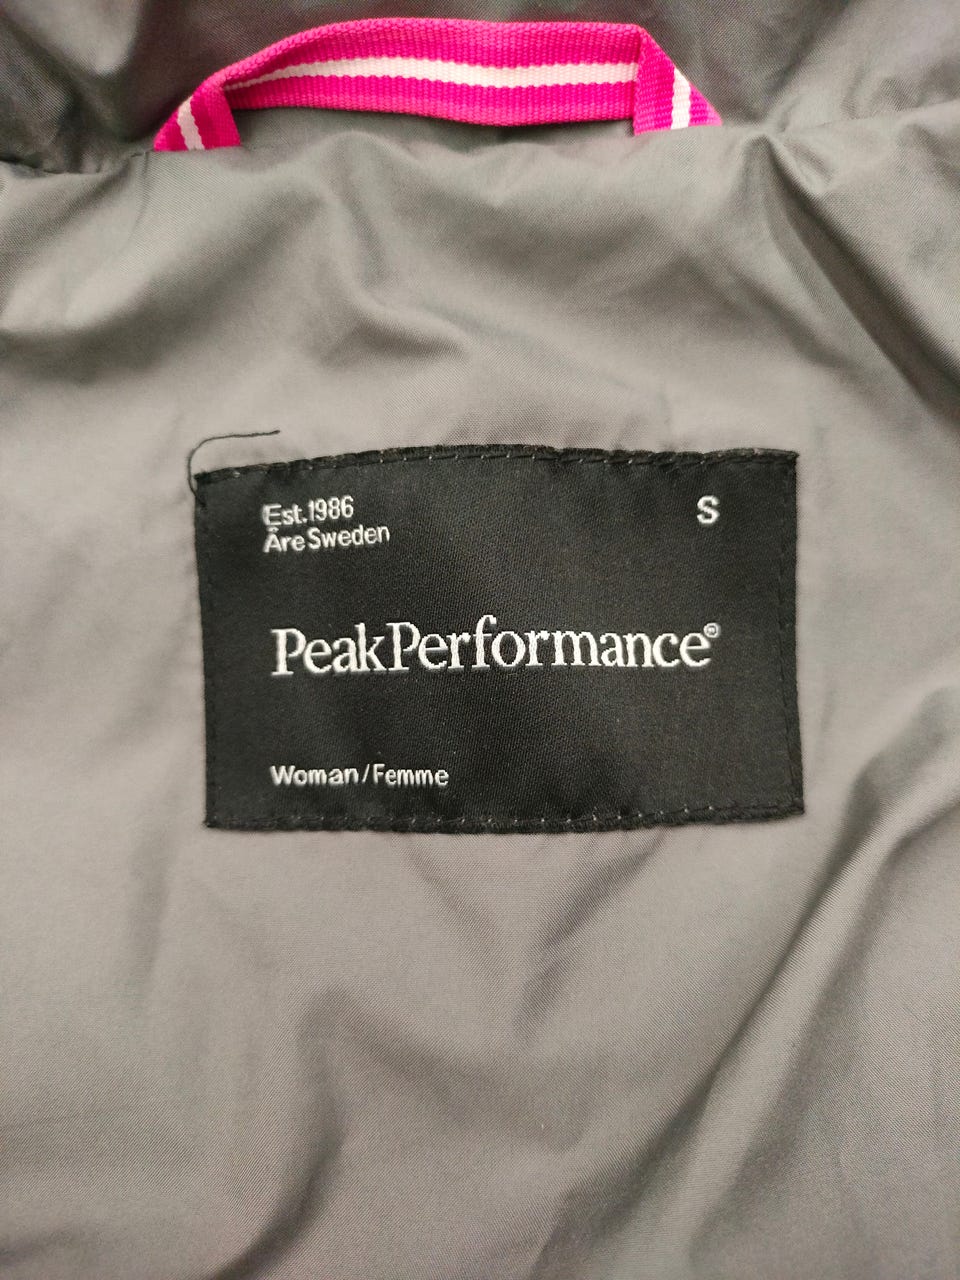 Est.1986
Åre Sweden
S
PeakPerformance®
Woman/Femme